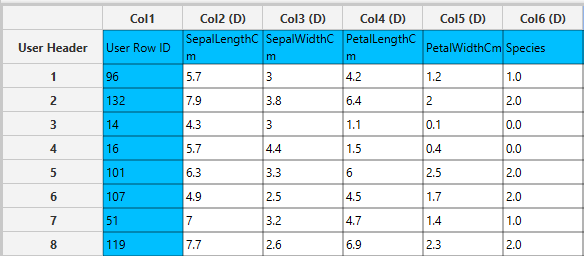 Col1 Col2 (D) Col3 (D) Col4 (D) Col5 (D) Col6 (D)
User Header User Row ID SepalLengthC SepalWidthC PetalLengthC PetalWidthCm Species
m m m
1 96 5.7 3 4.2 1.2 1.0
2 132 7.9 3.8 6.4 2 2.0
3 14 4.3 3 1.1 0.1 0.0
4 16 5.7 4.4 1.5 0.4 0.0
5 101 6.3 3.3 6 2.5 2.0
6 107 4.9 2.5 4.5 1.7 2.0
7 51 7 3.2 4.7 1.4 1.0
8 119 7.7 2.6 6.9 2.3 2.0